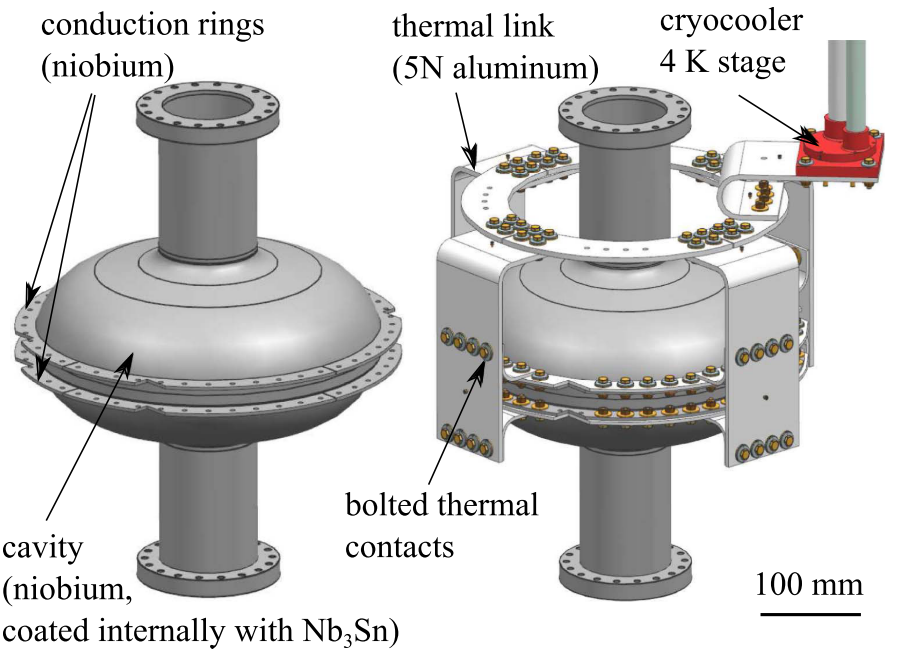 conduction rings
(niobium)
thermal link
(5N aluminum)
cryocooler
4 K stage
bolted thermal
contacts
cavity
(niobium,
coated internally with Nb₃Sn)
100 mm